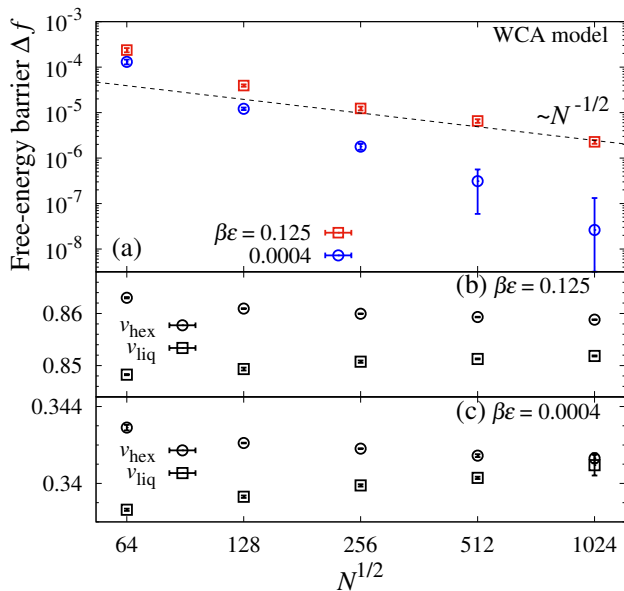 10⁻³
WCA model
10⁻⁴
10⁻⁵
~N⁻¹/²
10⁻⁶
10⁻⁷
10⁻⁸
Free-energy barrier Δf
(a)
βε = 0.125
0.0004
(b) βε = 0.125
0.86
v_hex
v_liq
0.85
0.344
(c) βε = 0.0004
v_hex
v_liq
0.34
64 128 256 512 1024
N¹/²